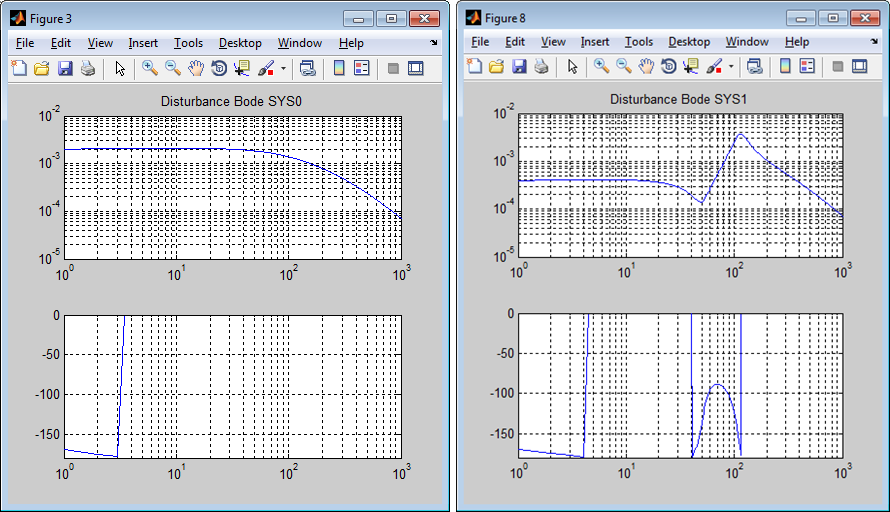 Figure 3
File Edit View Insert Tools Desktop Window Help
Disturbance Bode SYS0
10^-2
10^-3
10^-4
10^-5
10^0 10^1 10^2 10^3
0
-50
-100
-150
10^0 10^1 10^2 10^3
Figure 8
File Edit View Insert Tools Desktop Window Help
Disturbance Bode SYS1
10^-2
10^-3
10^-4
10^-5
10^0 10^1 10^2 10^3
0
-50
-100
-150
10^0 10^1 10^2 10^3